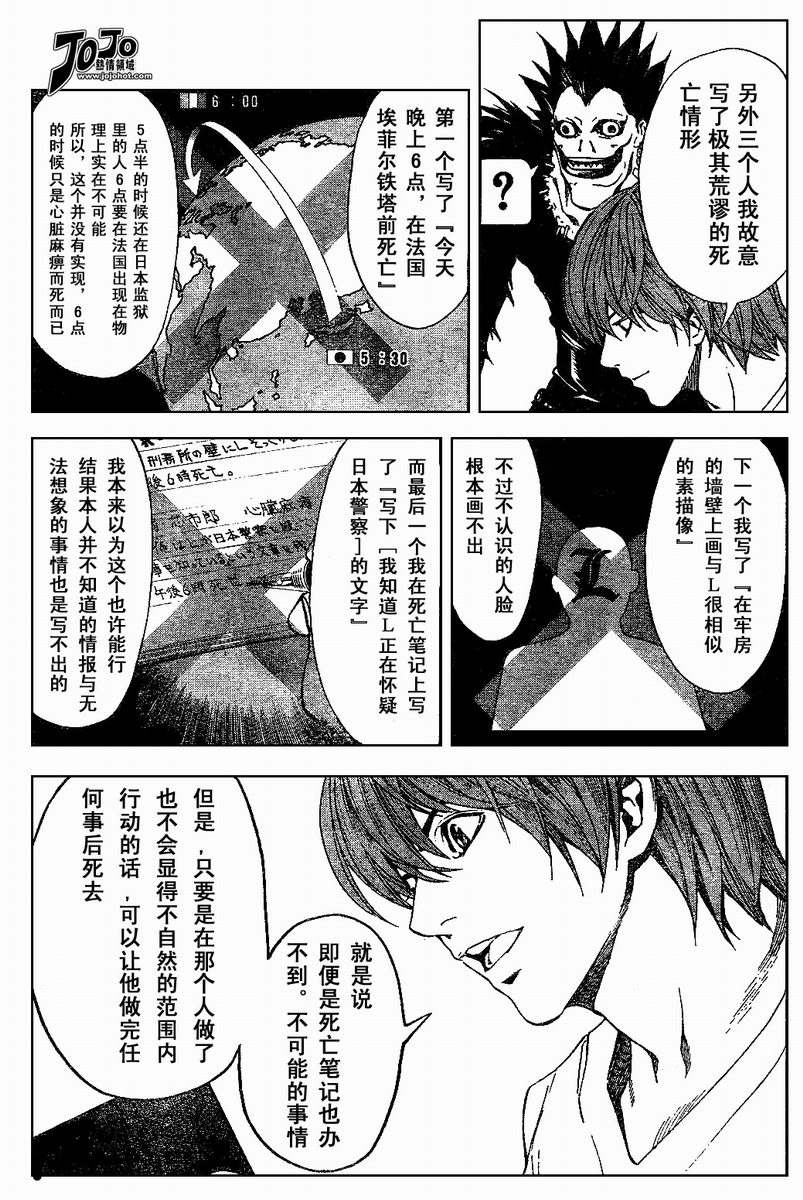 JOJO
热情领域
www.jojohot.com
另外三个人我故意
写了极其荒谬的死
亡情形
?
第一个写了『今天
晚上6点，在法国
埃菲尔铁塔前死亡』
6:00
5:30
5点半的时候还在日本监狱
里的人6点要在法国出现在物
理上实在不可能
所以，这个并没有实现，6点
的时候只是心脏麻痹而死而已
下一个我写了『在牢房
的墙壁上画与L很相似
的素描像』
L
不过不认识的人脸
根本画不出
而最后一个我在死亡笔记上写
了『写下［我知道L正在怀疑
日本警察］的文字』
刑務所の壁にLそっくり
後6時死亡。
市郎 心臓麻痺
日本警察を疑
午後6時死亡
我本来以为这个也许能行
结果本人并不知道的情报与无
法想象的事情也是写不出的
就是说
即便是死亡笔记也办
不到。不可能的事情
但是,只要是在那个人做了
也不会显得不自然的范围内
行动的话,可以让他做完任
何事后死去